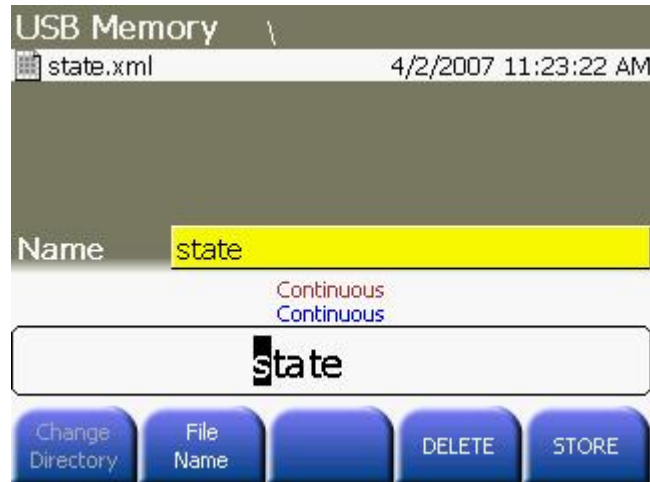 USB Memory \
state.xml 4/2/2007 11:23:22 AM
Name state
Continuous
Continuous
state
Change Directory File Name DELETE STORE